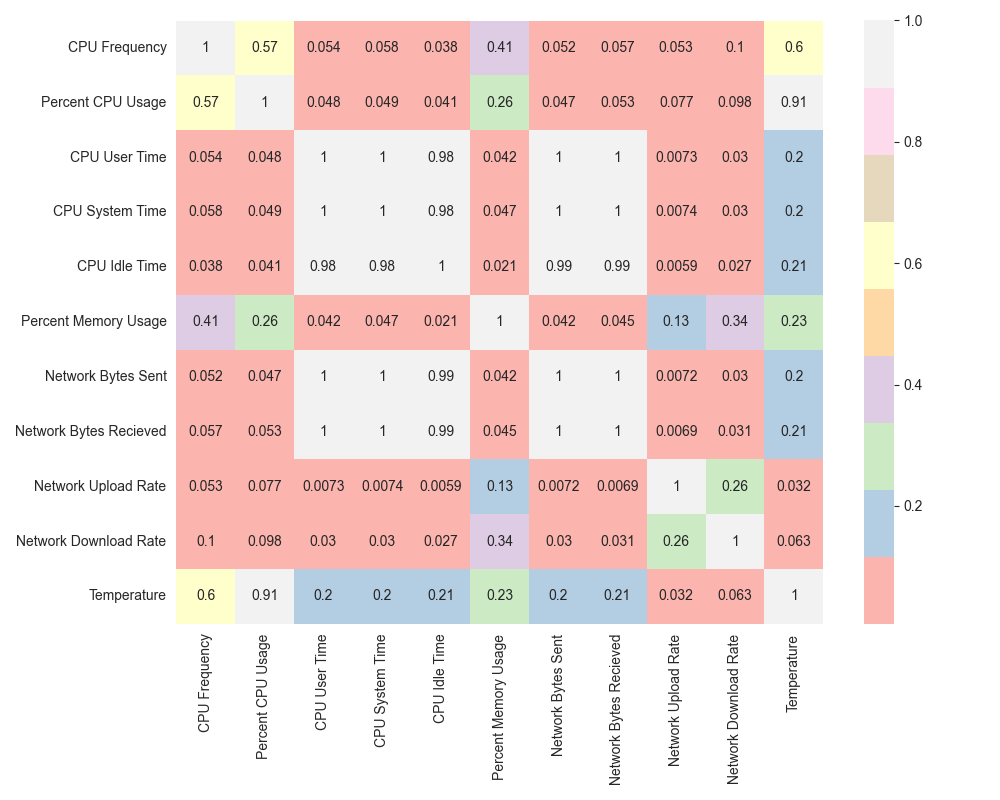 CPU Frequency 1 0.57 0.054 0.058 0.038 0.41 0.052 0.057 0.053 0.1 0.6
Percent CPU Usage 0.57 1 0.048 0.049 0.041 0.26 0.047 0.053 0.077 0.098 0.91
CPU User Time 0.054 0.048 1 1 0.98 0.042 1 1 0.0073 0.03 0.2
CPU System Time 0.058 0.049 1 1 0.98 0.047 1 1 0.0074 0.03 0.2
CPU Idle Time 0.038 0.041 0.98 0.98 1 0.021 0.99 0.99 0.0059 0.027 0.21
Percent Memory Usage 0.41 0.26 0.042 0.047 0.021 1 0.042 0.045 0.13 0.34 0.23
Network Bytes Sent 0.052 0.047 1 1 0.99 0.042 1 1 0.0072 0.03 0.2
Network Bytes Recieved 0.057 0.053 1 1 0.99 0.045 1 1 0.0069 0.031 0.21
Network Upload Rate 0.053 0.077 0.0073 0.0074 0.0059 0.13 0.0072 0.0069 1 0.26 0.032
Network Download Rate 0.1 0.098 0.03 0.03 0.027 0.34 0.03 0.031 0.26 1 0.063
Temperature 0.6 0.91 0.2 0.2 0.21 0.23 0.2 0.21 0.032 0.063 1
CPU Frequency
Percent CPU Usage
CPU User Time
CPU System Time
CPU Idle Time
Percent Memory Usage
Network Bytes Sent
Network Bytes Recieved
Network Upload Rate
Network Download Rate
Temperature
1.0
0.8
0.6
0.4
0.2